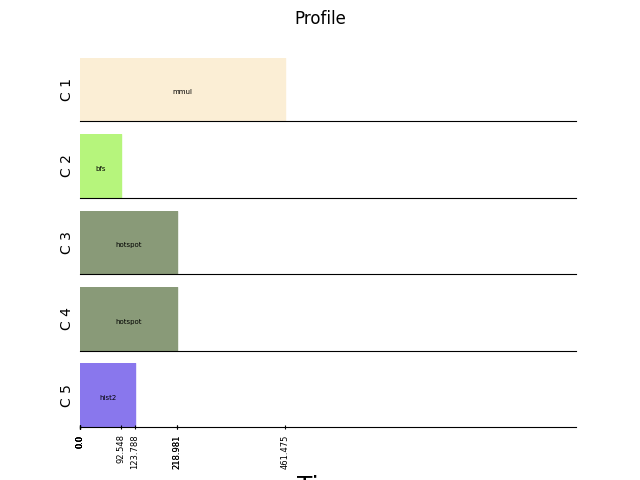 Profile
C 1
mmul
C 2
bfs
C 3
hotspot
C 4
hotspot
C 5
hist2
0.0
92.548
123.788
218.981
461.475